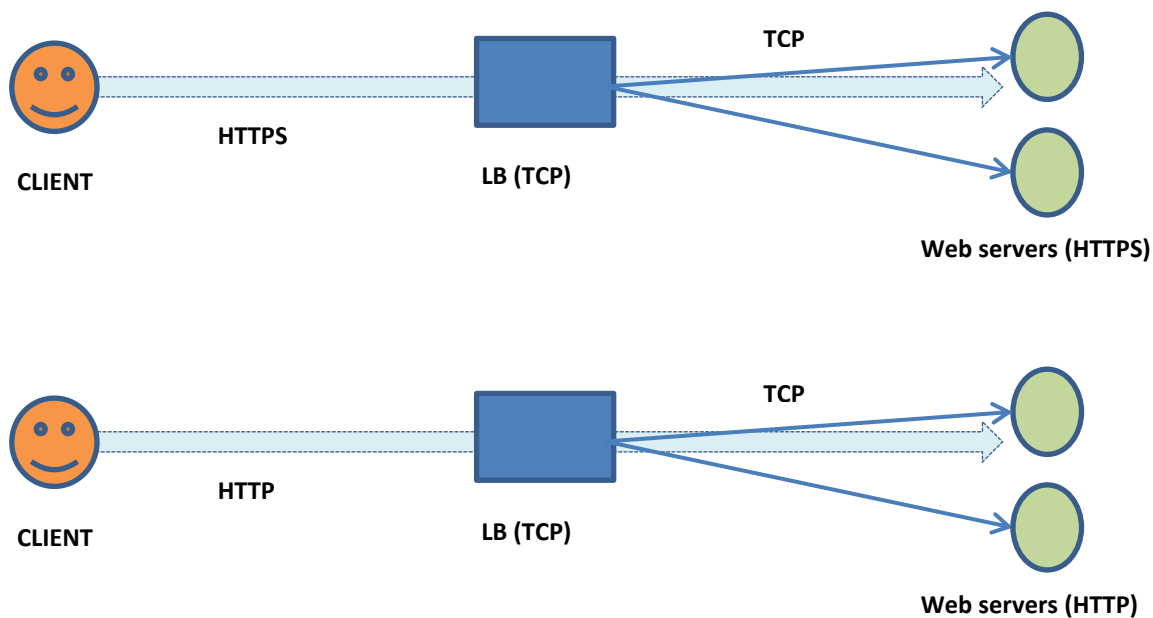 TCP
HTTPS
CLIENT
LB (TCP)
Web servers (HTTPS)
TCP
HTTP
CLIENT
LB (TCP)
Web servers (HTTP)